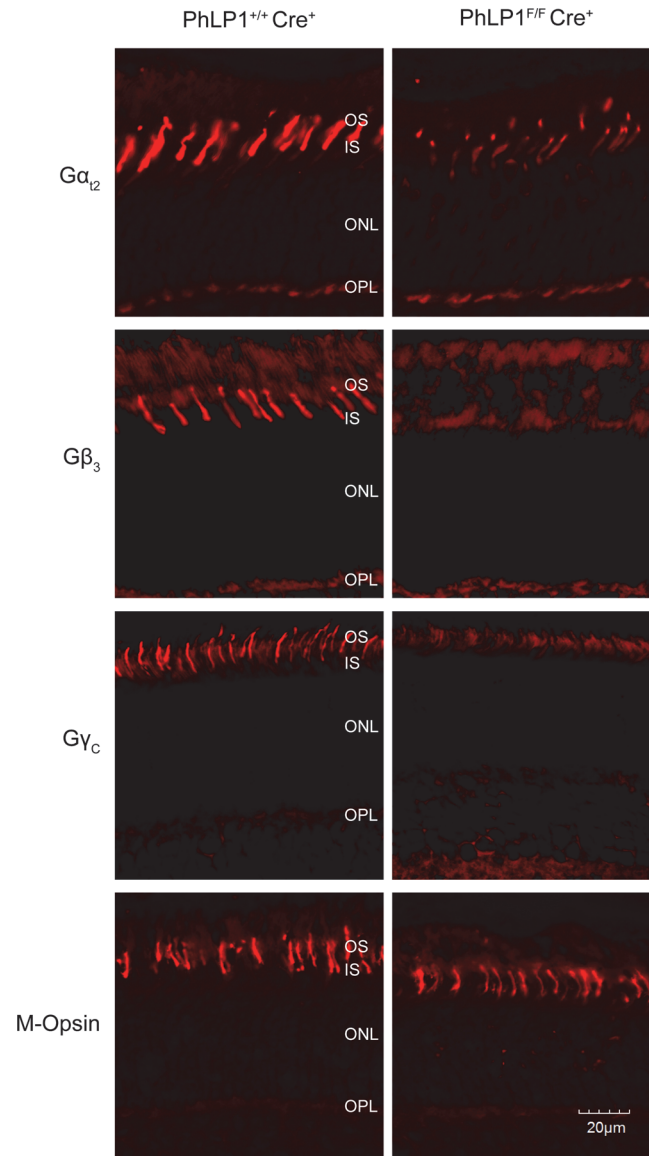 PhLP1+/+ Cre+ PhLP1F/F Cre+
Gαt2
OS
IS
ONL
OPL
Gβ3
OS
IS
ONL
OPL
GγC
OS
IS
ONL
OPL
M-Opsin
OS
IS
ONL
OPL
20µm